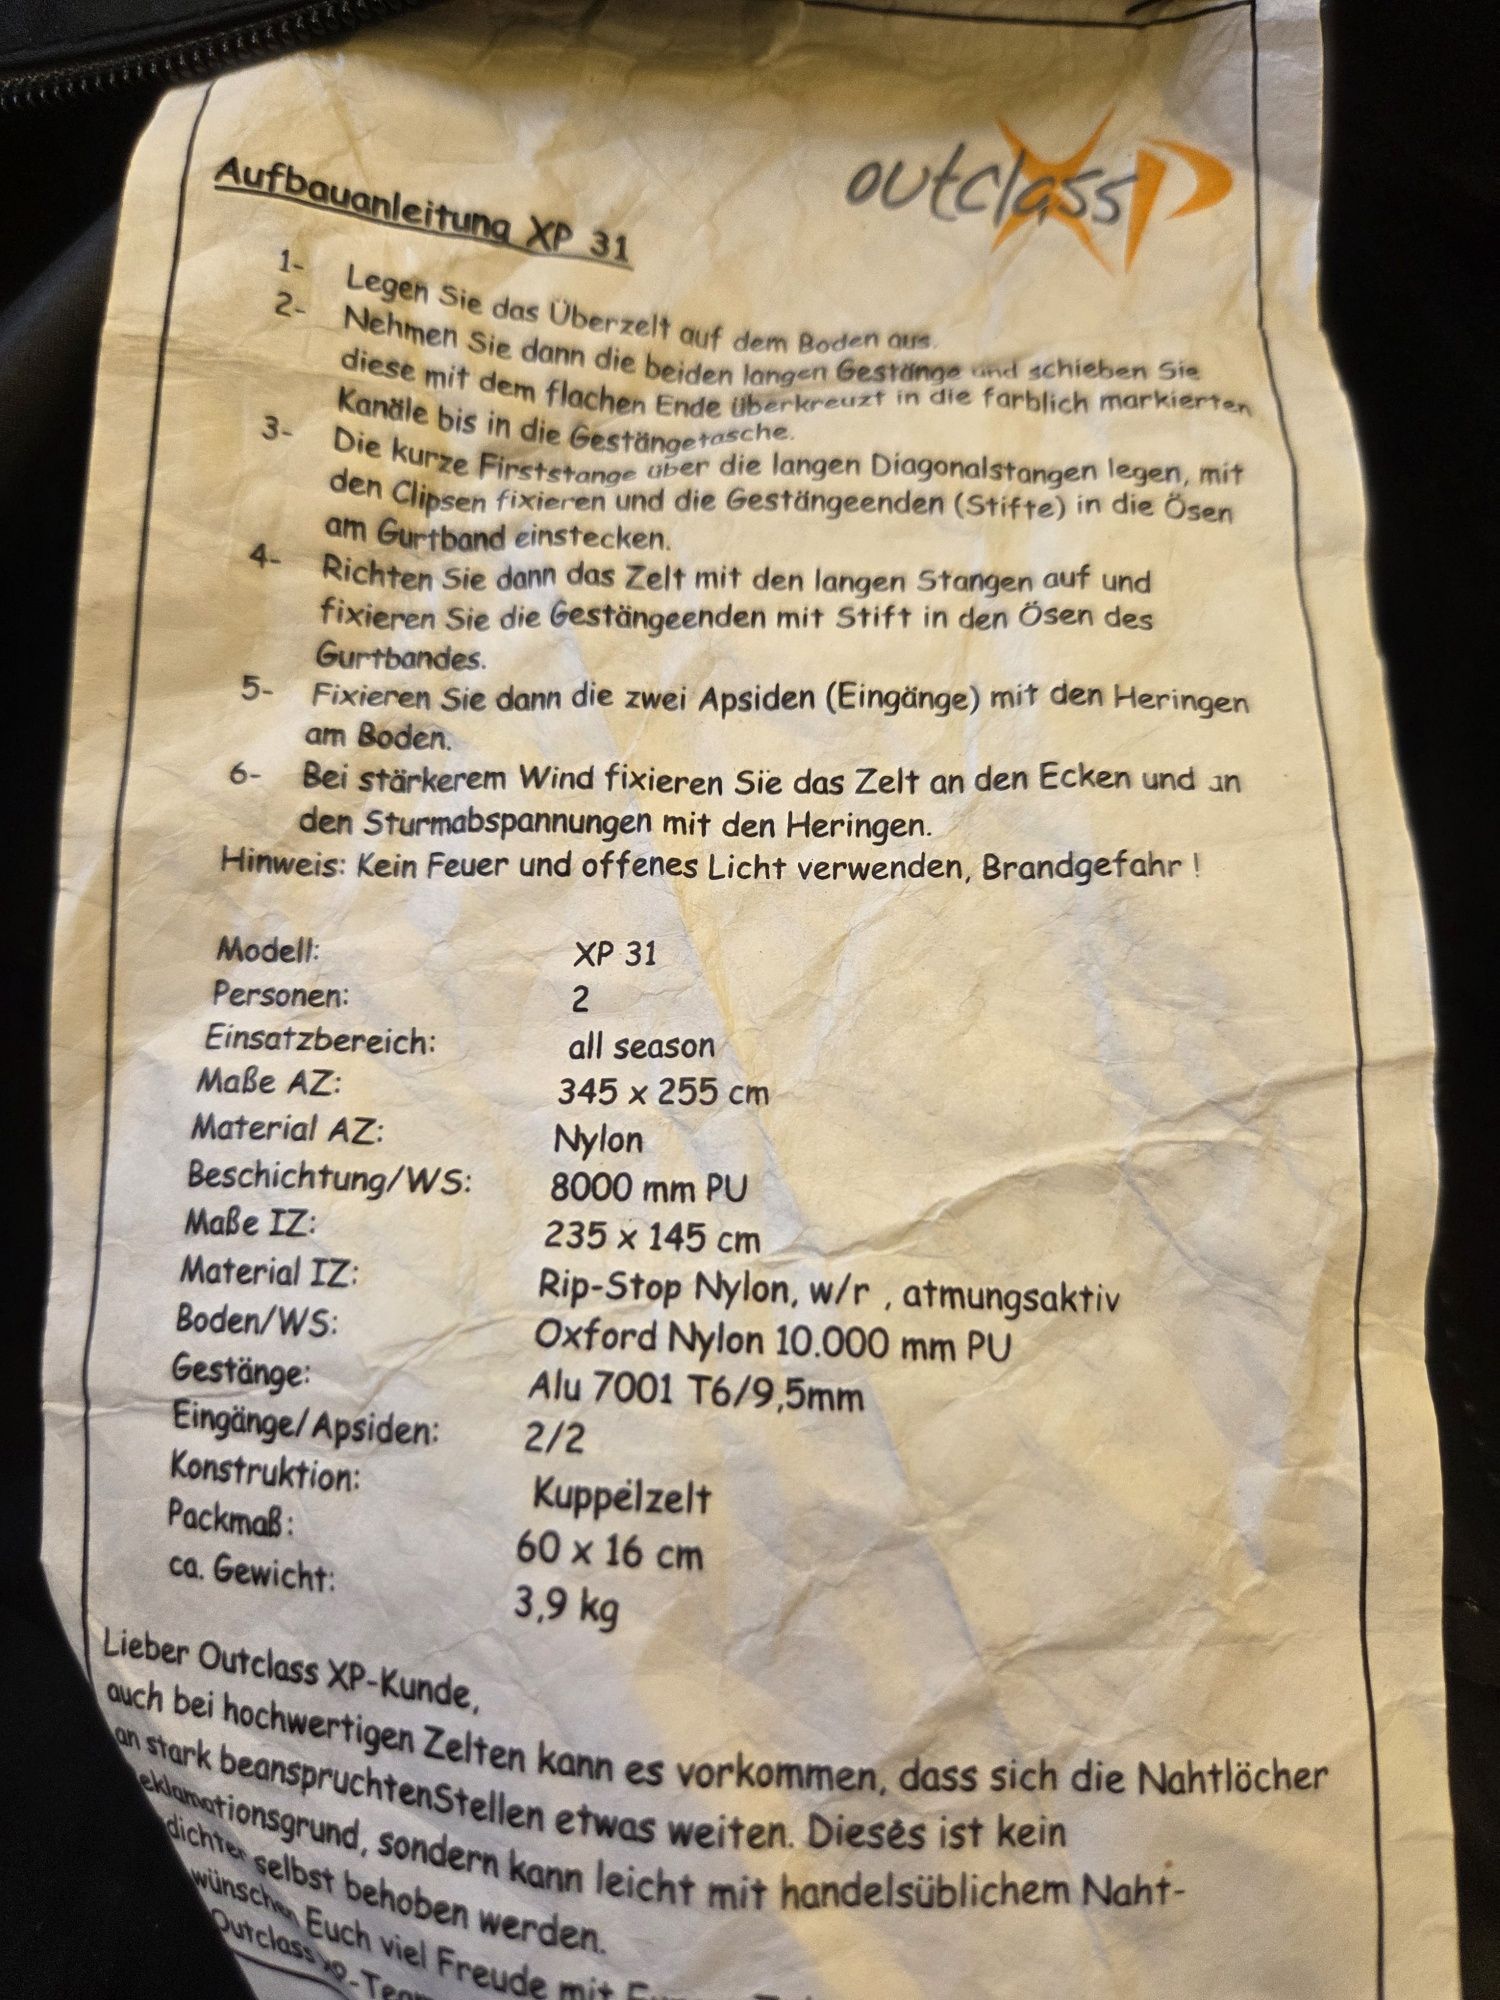 outclass XP
Aufbauanleitung XP 31
1- Legen Sie das Überzelt auf dem Boden aus.
2- Nehmen Sie dann die beiden langen Gestänge und schieben Sie
diese mit dem flachen Ende überkreuzt in die farblich markierten
Kanäle bis in die Gestängetasche.
3- Die kurze Firststange über die langen Diagonalstangen legen, mit
den Clipsen fixieren und die Gestängeenden (Stifte) in die Ösen
am Gurtband einstecken.
4- Richten Sie dann das Zelt mit den langen Stangen auf und
fixieren Sie die Gestängeenden mit Stift in den Ösen des
Gurtbandes.
5- Fixieren Sie dann die zwei Apsiden (Eingänge) mit den Heringen
am Boden.
6- Bei stärkerem Wind fixieren Sie das Zelt an den Ecken und an
den Sturmabspannungen mit den Heringen.
Hinweis: Kein Feuer und offenes Licht verwenden, Brandgefahr !
Modell: XP 31
Personen: 2
Einsatzbereich: all season
Maße AZ: 345 x 255 cm
Material AZ: Nylon
Beschichtung/WS: 8000 mm PU
Maße IZ: 235 x 145 cm
Material IZ: Rip-Stop Nylon, w/r , atmungsaktiv
Boden/WS: Oxford Nylon 10.000 mm PU
Gestänge: Alu 7001 T6/9,5mm
Eingänge/Apsiden: 2/2
Konstruktion: Kuppelzelt
Packmaß: 60 x 16 cm
ca. Gewicht: 3,9 kg
Lieber Outclass XP-Kunde,
auch bei hochwertigen Zelten kann es vorkommen, dass sich die Nahtlöcher
an stark beanspruchtenStellen etwas weiten. Dieses ist kein
eklamationsgrund, sondern kann leicht mit handelsüblichem Naht-
dichter selbst behoben werden.
wünschen Euch viel Freude mit
Outclass XP-Team